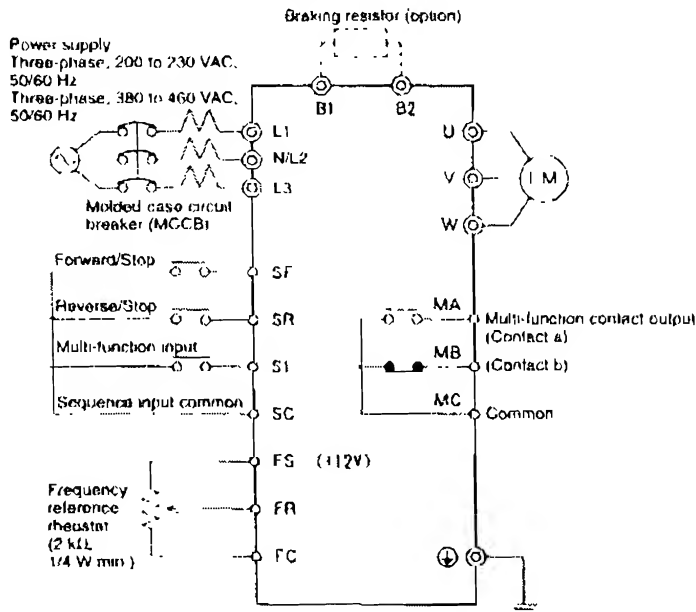 Braking resistor (option)
Power supply
Three-phase, 200 to 230 VAC,
50/60 Hz
Three-phase, 380 to 460 VAC,
50/60 Hz
B1
B2
L1
N/L2
L3
U
V
W
I M
Molded case circuit
breaker (MCCB)
Forward/Stop
SF
Reverse/Stop
SR
Multi-function input
S1
Sequence input common
SC
MA
Multi-function contact output
(Contact a)
MB
(Contact b)
MC
Common
FS (+12V)
Frequency
reference
rheostat
(2 kΩ,
1/4 W min.)
FR
FC